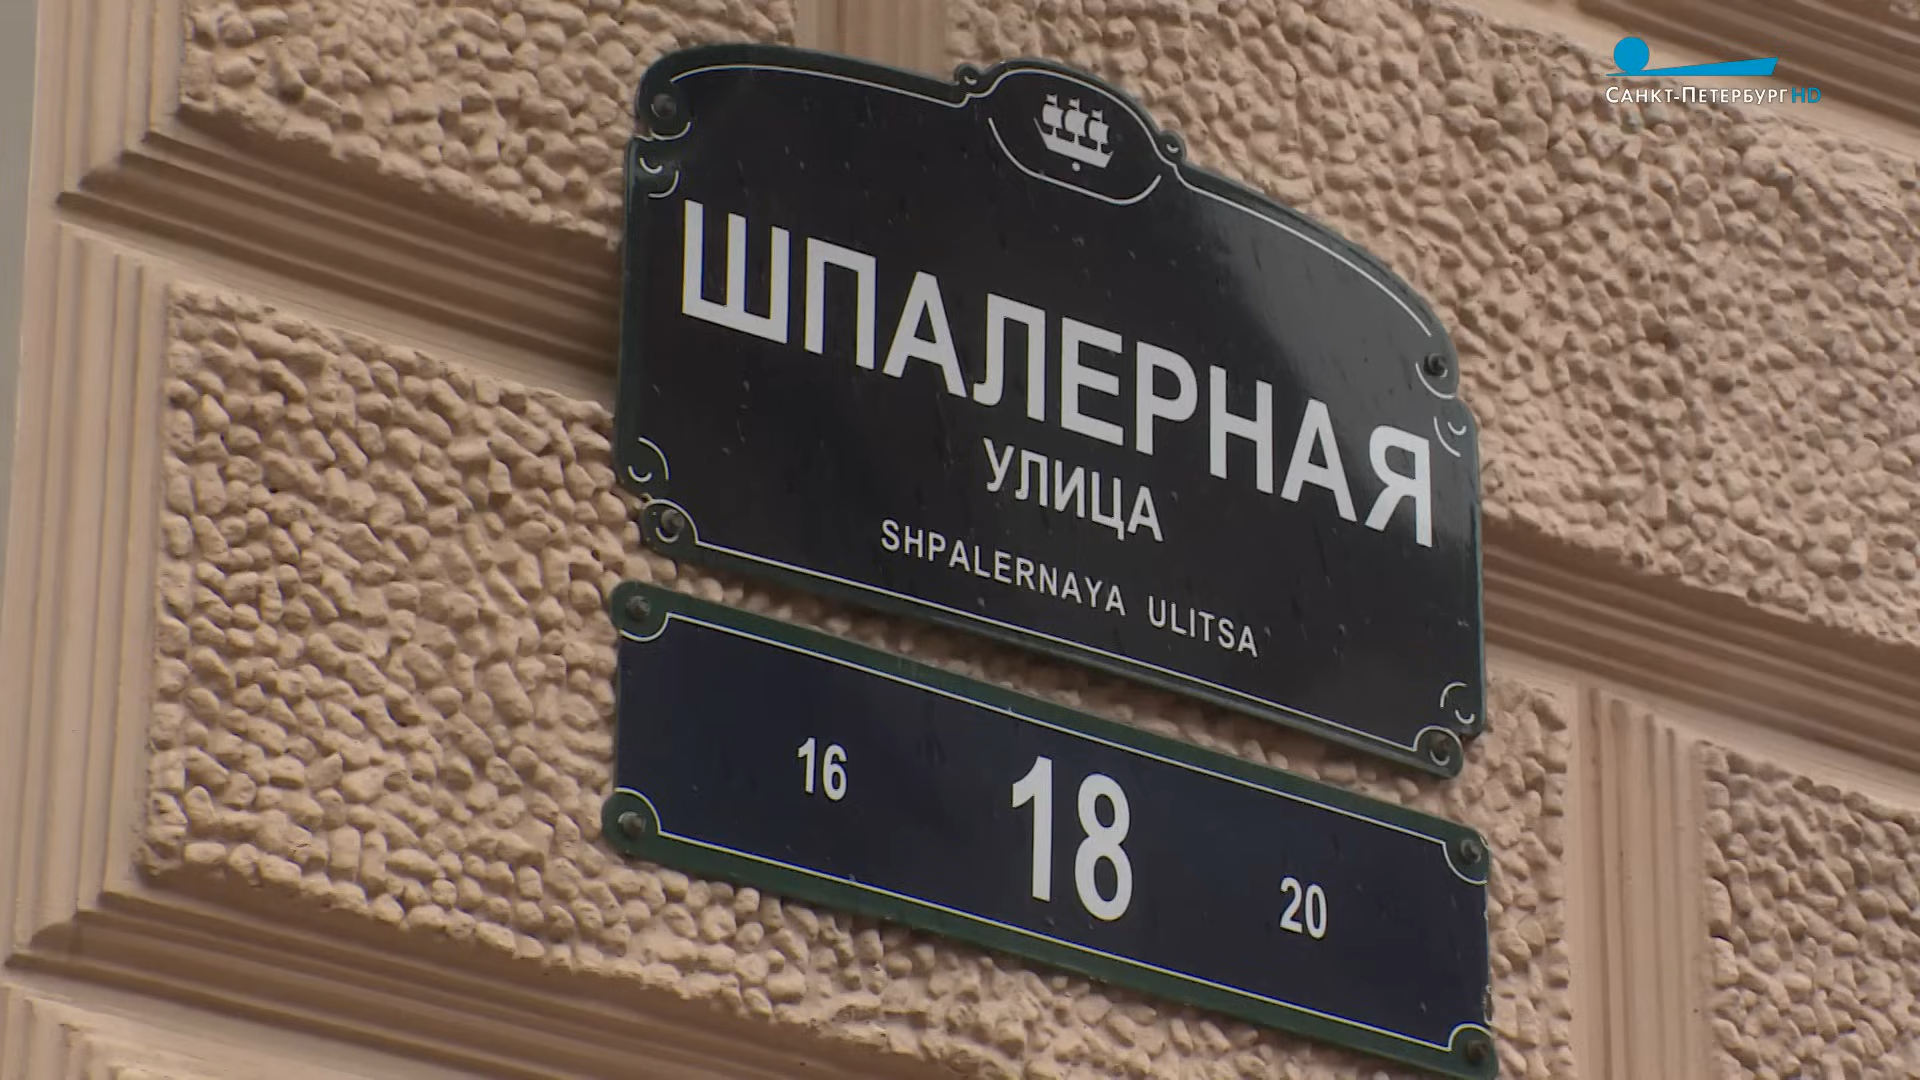 САНКТ-ПЕТЕРБУРГ HD
ШПАЛЕРНАЯ
УЛИЦА
SHPALERNAYA ULITSA
16 18 20